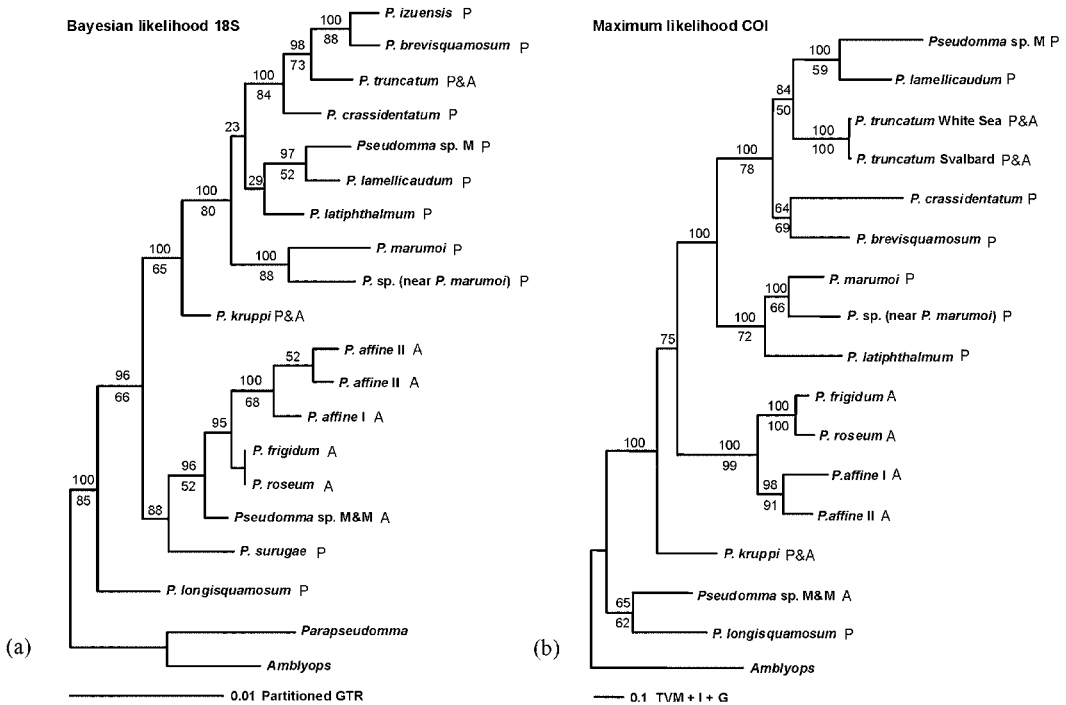 Bayesian likelihood 18S
100
88
98
73
100
84
23
97
52
29
100
80
100
88
100
65
96
66
52
100
68
95
96
52
88
100
85
P. izuensis P
P. brevisquamosum P
P. truncatum P&A
P. crassidentatum P
Pseudomma sp. M P
P. lamellicaudum P
P. latiphthalmum P
P. marumoi P
P. sp. (near P. marumoi) P
P. kruppi P&A
P. affine II A
P. affine II A
P. affine I A
P. frigidum A
P. roseum A
Pseudomma sp. M&M A
P. surugae P
P. longisquamosum P
Parapseudomma
Amblyops
(a)
0.01 Partitioned GTR
Maximum likelihood COI
100
59
84
50
100
100
100
78
64
69
100
100
66
100
72
75
100
100
100
99
98
91
100
65
62
Pseudomma sp. M P
P. lamellicaudum P
P. truncatum White Sea P&A
P. truncatum Svalbard P&A
P. crassidentatum P
P. brevisquamosum P
P. marumoi P
P. sp. (near P. marumoi) P
P. latiphthalmum P
P. frigidum A
P. roseum A
P.affine I A
P.affine II A
P. kruppi P&A
Pseudomma sp. M&M A
P. longisquamosum P
Amblyops
(b)
0.1 TVM + I + G